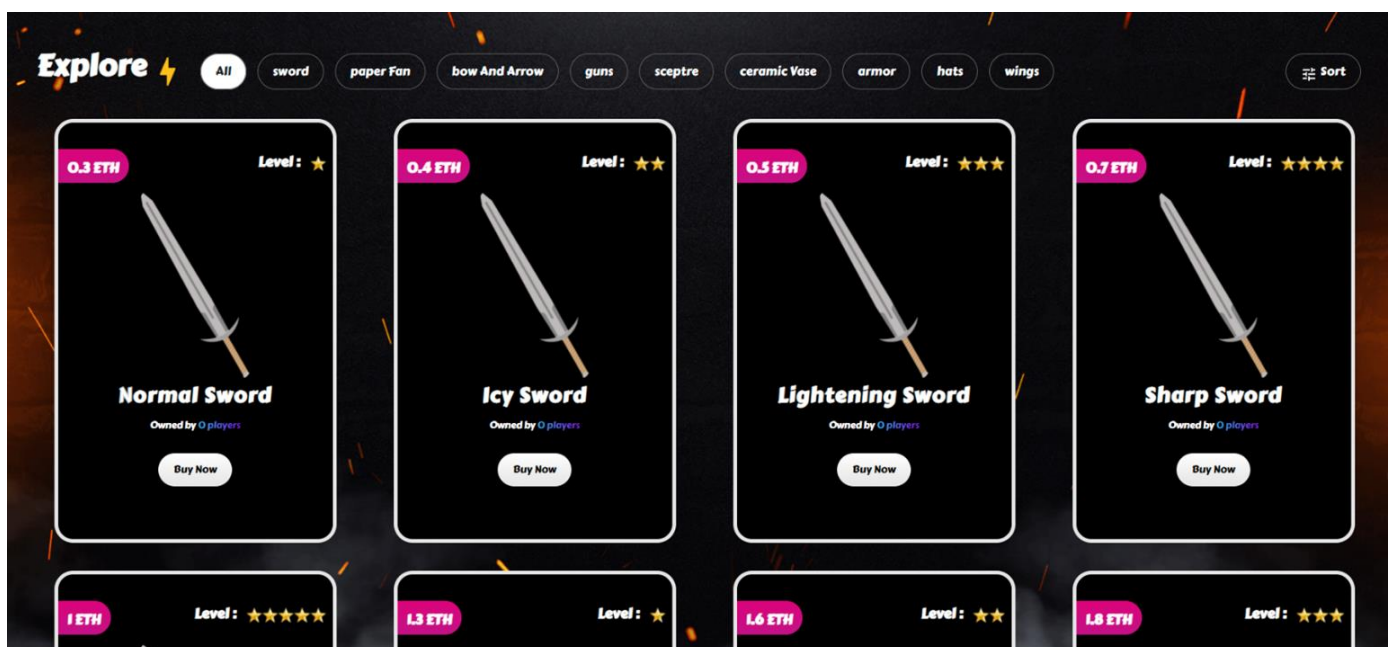 Explore
All
sword
paper Fan
bow And Arrow
guns
sceptre
ceramic Vase
armor
hats
wings
Sort
0.3 ETH
Level :
Normal Sword
Owned by 0 players
Buy Now
0.4 ETH
Level :
Icy Sword
Owned by 0 players
Buy Now
0.5 ETH
Level :
Lightening Sword
Owned by 0 players
Buy Now
0.7 ETH
Level :
Sharp Sword
Owned by 0 players
Buy Now
1 ETH
Level :
1.3 ETH
Level :
1.6 ETH
Level :
1.8 ETH
Level :